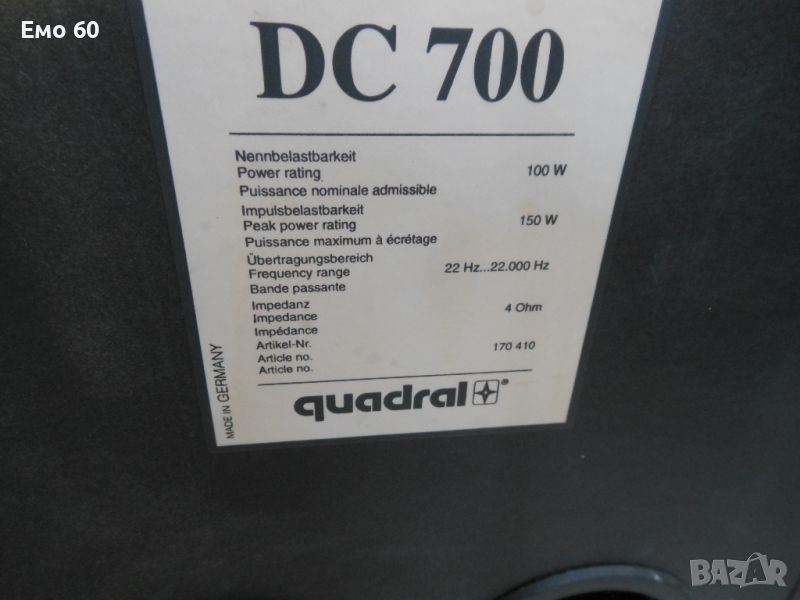 Емо 60
DC 700
Nennbelastbarkeit
Power rating 100 W
Puissance nominale admissible
Impulsbelastbarkeit
Peak power rating 150 W
Puissance maximum à écrétage
Übertragungsbereich
Frequency range 22 Hz...22.000 Hz
Bande passante
Impedanz
Impedance 4 Ohm
Impédance
Artikel-Nr. 170 410
Article no.
Article no.
MADE IN GERMANY
quadral®
BAZAR